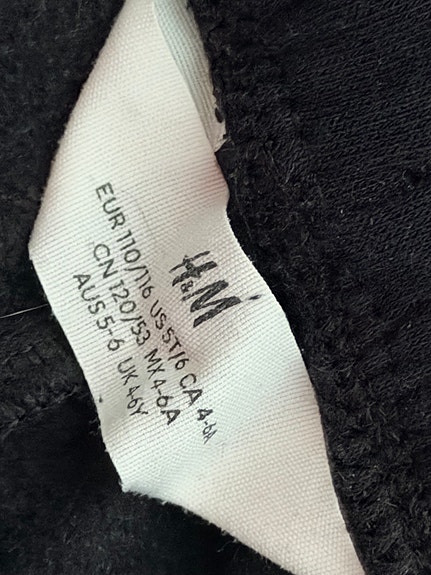 H&M
EUR 110/116 US 5T/6 CA 4-6A
CN 120/53 MX 4-6A
AUS 5-6 UK 4-6Y